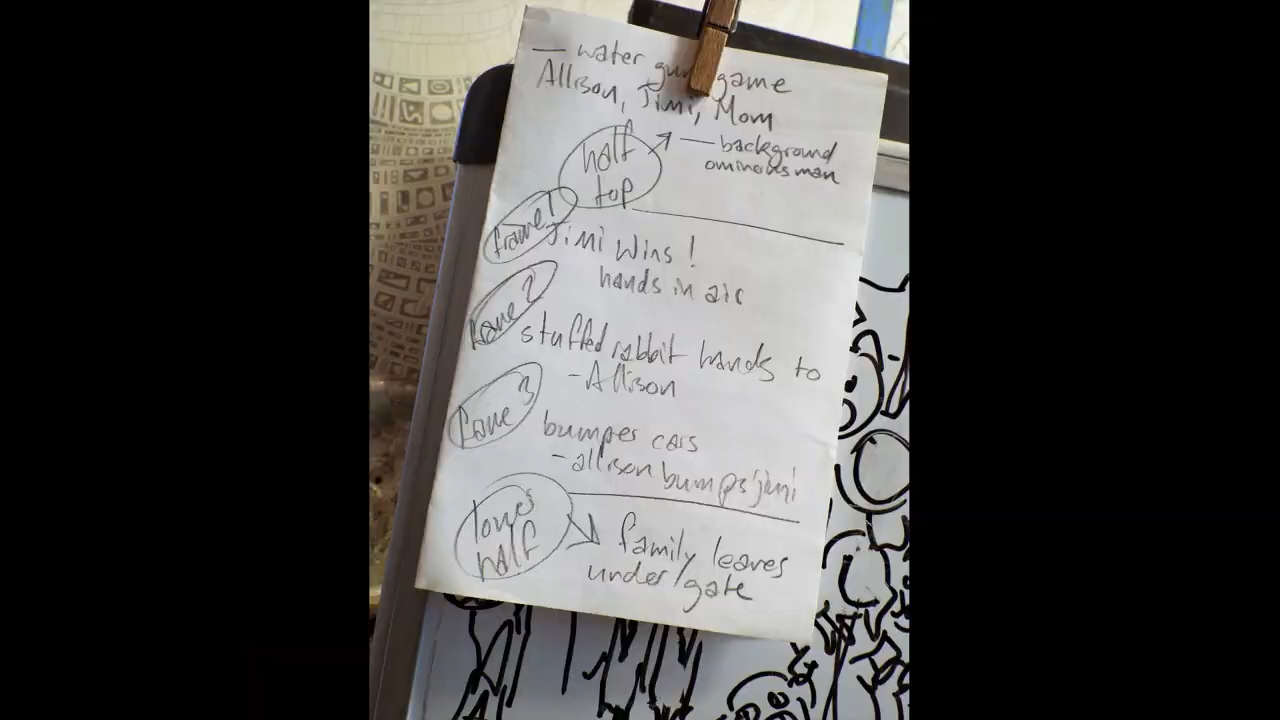 — water gun game
Allison, Jimi, Mom
half
top
— background
ominous man
frame 1
Jimi wins!
hands in air
frame 2
stuffed rabbit hands to
- Allison
frame 3
bumper cars
- allison bumps jimi
lower
half
family leaves
under/gate